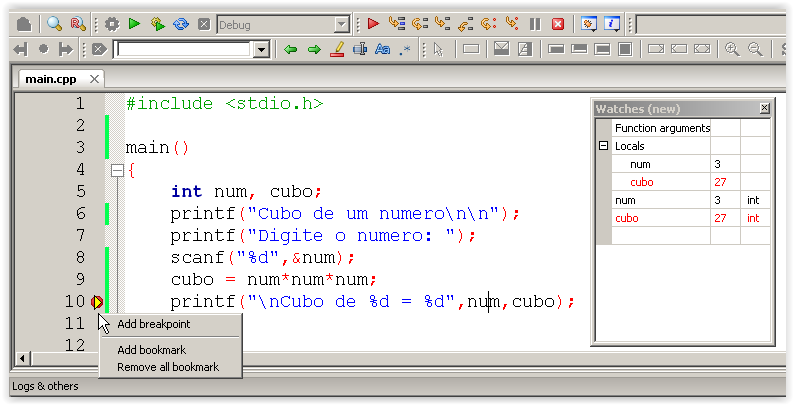 Debug
Aa .*
main.cpp
1 #include <stdio.h>
2
3 main()
4 {
5 int num, cubo;
6 printf("Cubo de um numero\n\n");
7 printf("Digite o numero: ");
8 scanf("%d",&num);
9 cubo = num*num*num;
10 printf("\nCubo de %d = %d",num,cubo);
11
12
Watches (new)
Function arguments
Locals
num 3
cubo 27
num 3 int
cubo 27 int
Add breakpoint
Add bookmark
Remove all bookmark
Logs & others